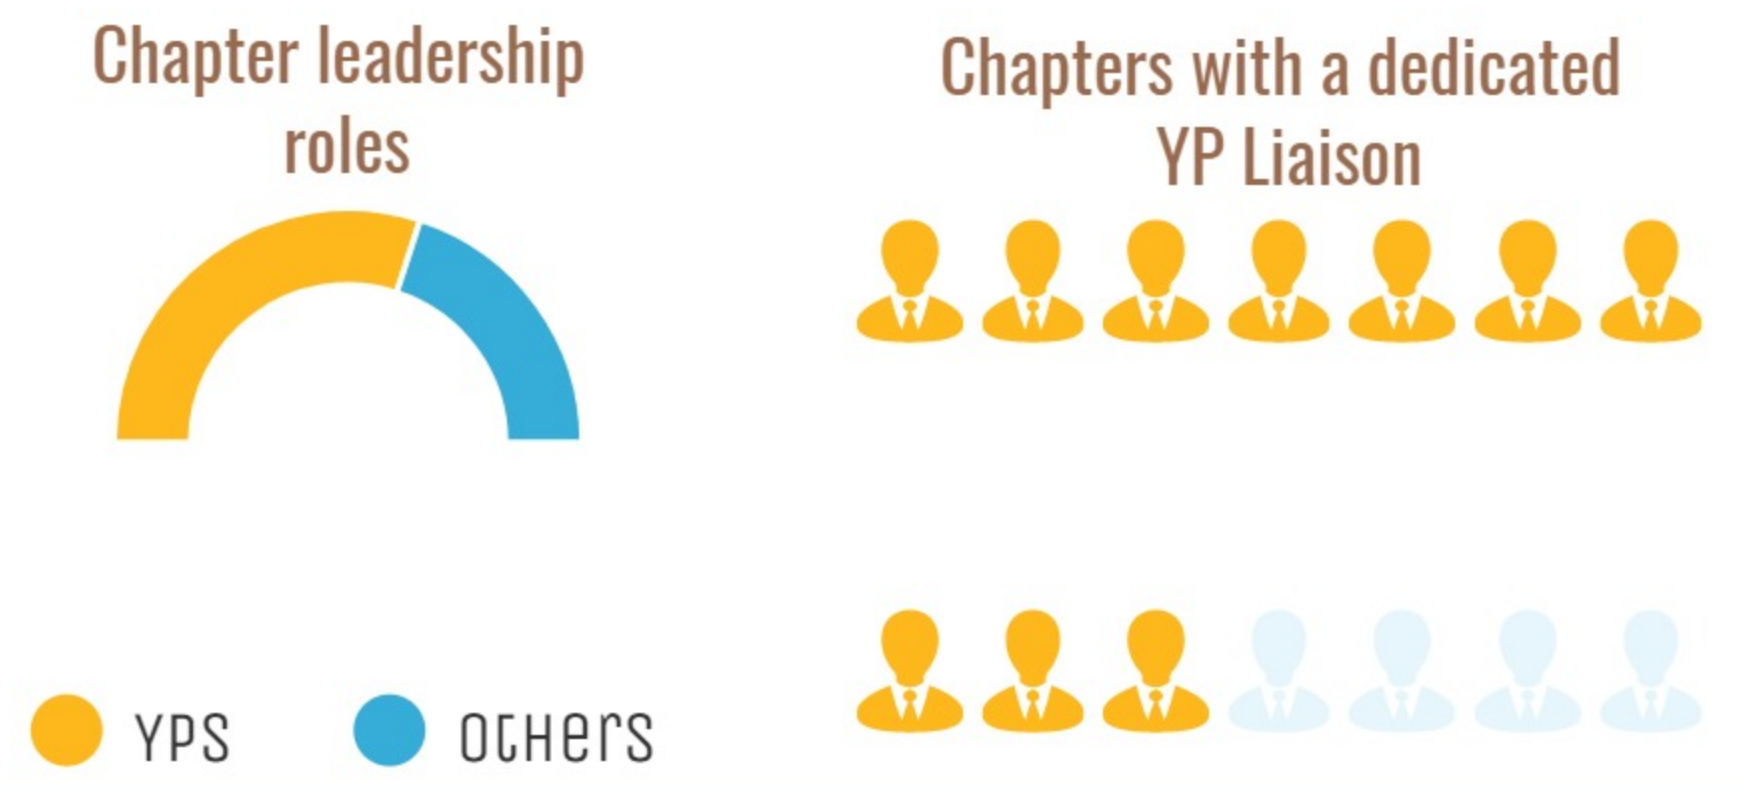 Chapter leadership
roles
Chapters with a dedicated
YP Liaison
YPS
OTHERS